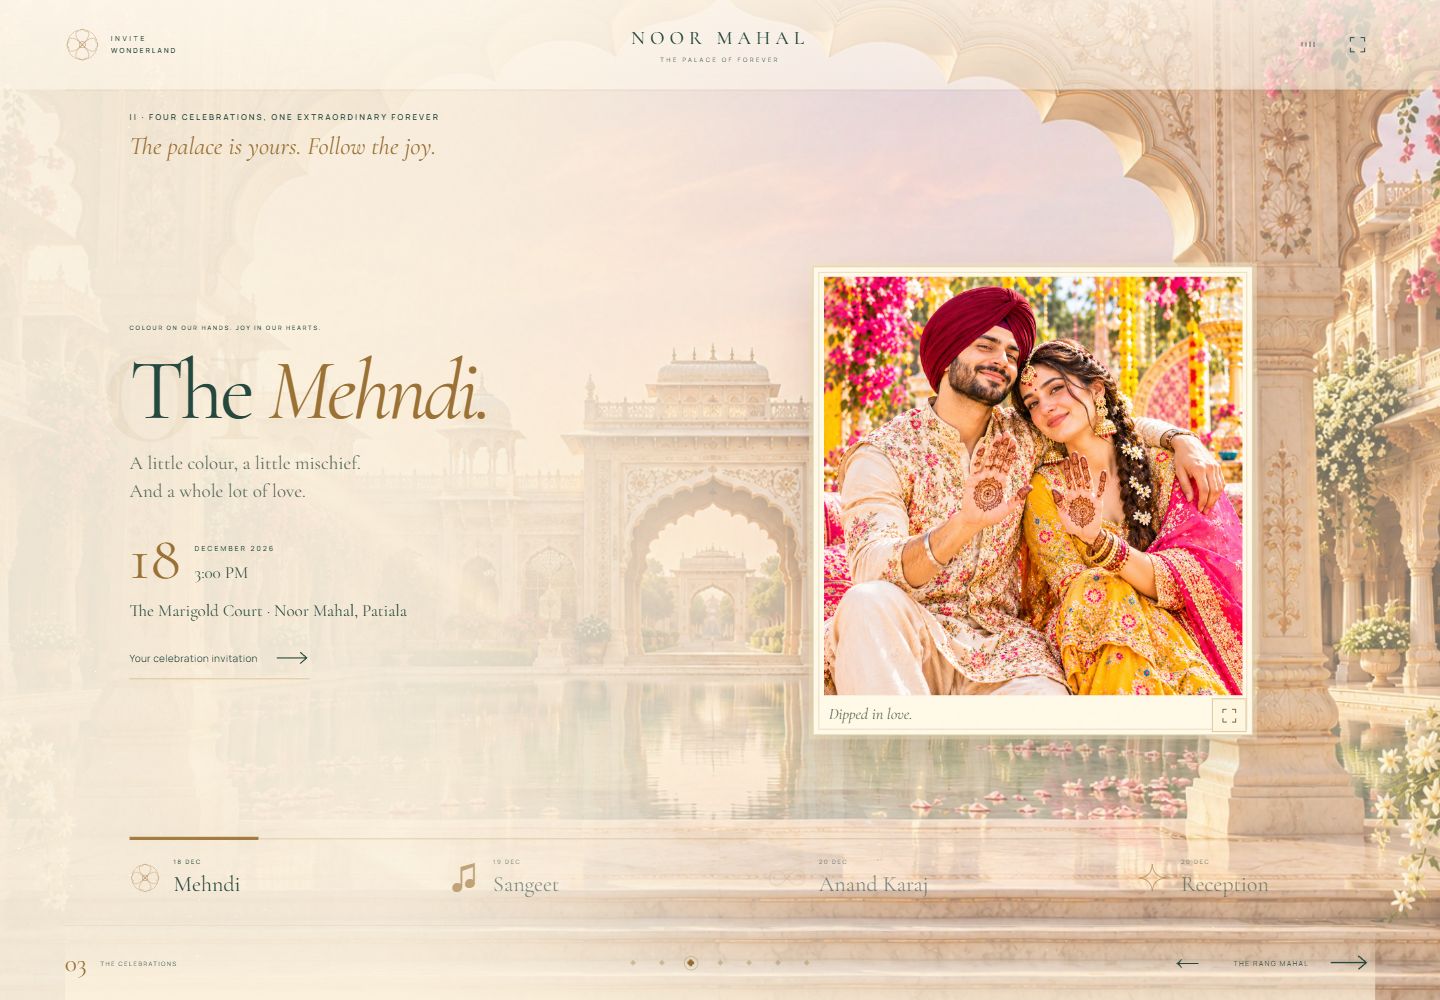 INVITE
WONDERLAND
NOOR MAHAL
THE PALACE OF FOREVER
II · FOUR CELEBRATIONS, ONE EXTRAORDINARY FOREVER
The palace is yours. Follow the joy.
COLOUR ON OUR HANDS. JOY IN OUR HEARTS.
01
The Mehndi.
A little colour, a little mischief.
And a whole lot of love.
18
DECEMBER 2026
3:00 PM
The Marigold Court · Noor Mahal, Patiala
Your celebration invitation
Dipped in love.
18 DEC
Mehndi
19 DEC
Sangeet
20 DEC
Anand Karaj
20 DEC
Reception
03
THE CELEBRATIONS
THE RANG MAHAL